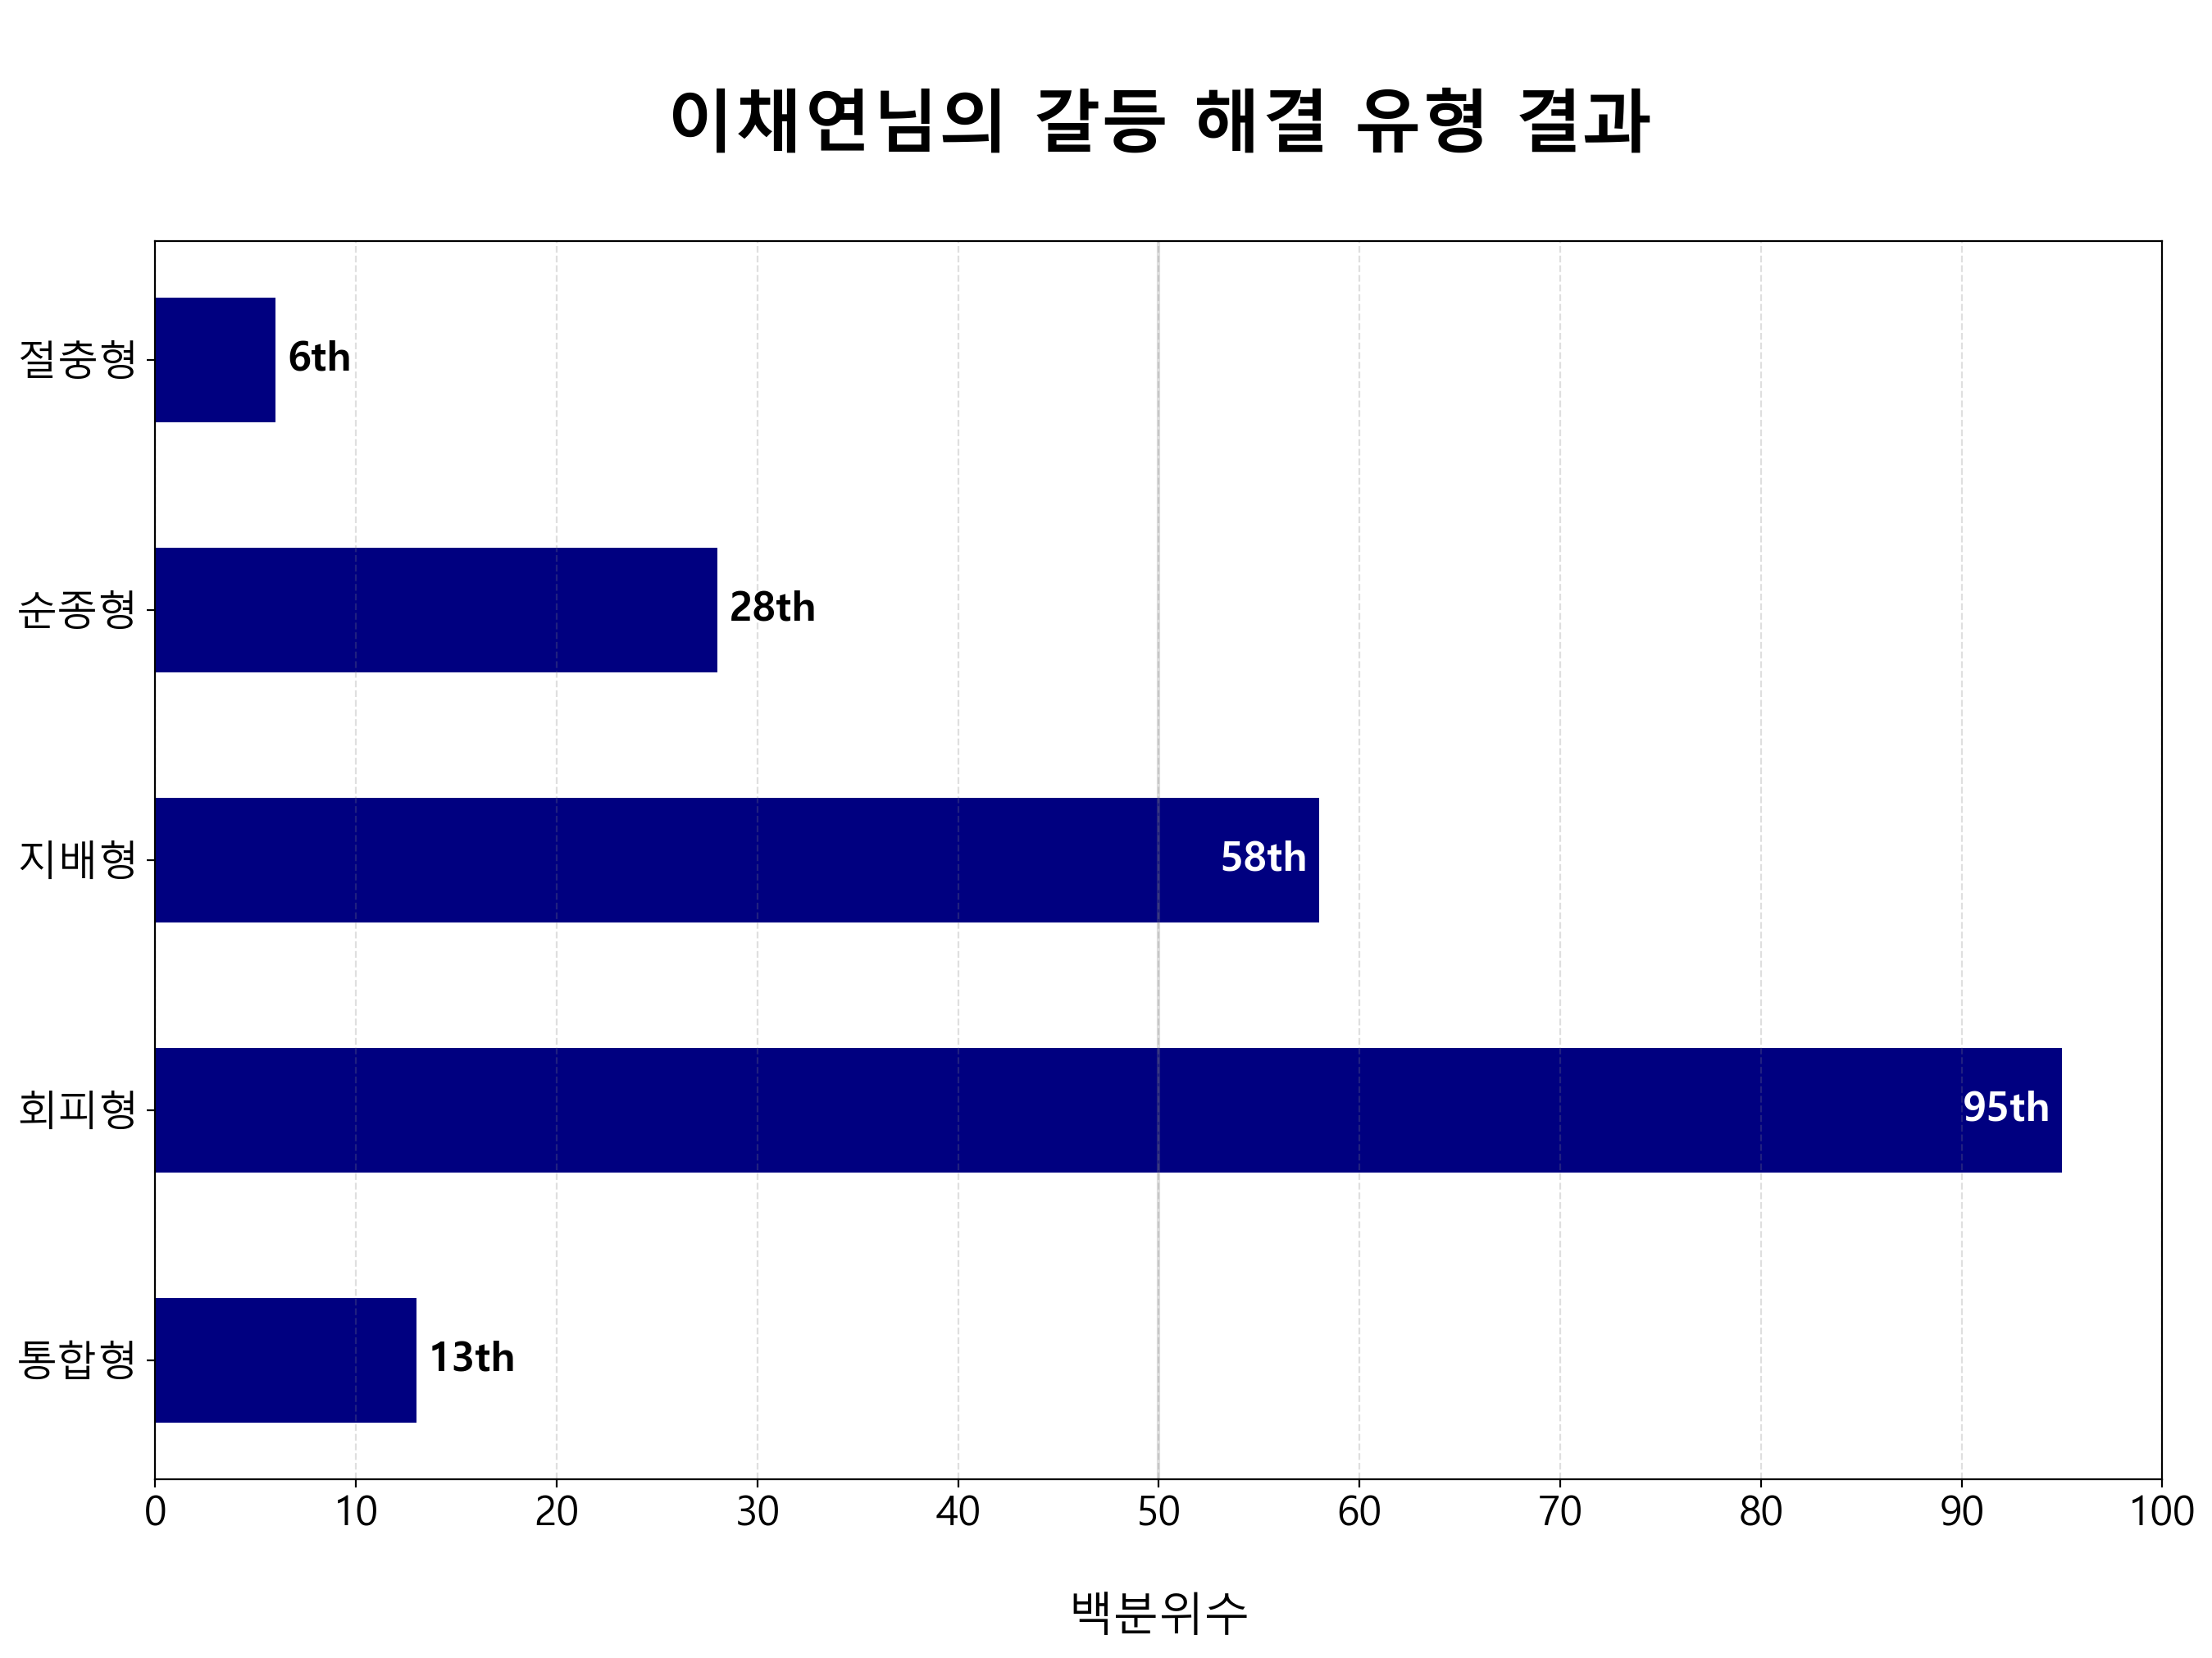 이채연님의 갈등 해결 유형 결과
절충형 6th
순종형 28th
지배형 58th
회피형 95th
통합형 13th
0 10 20 30 40 50 60 70 80 90 100
백분위수